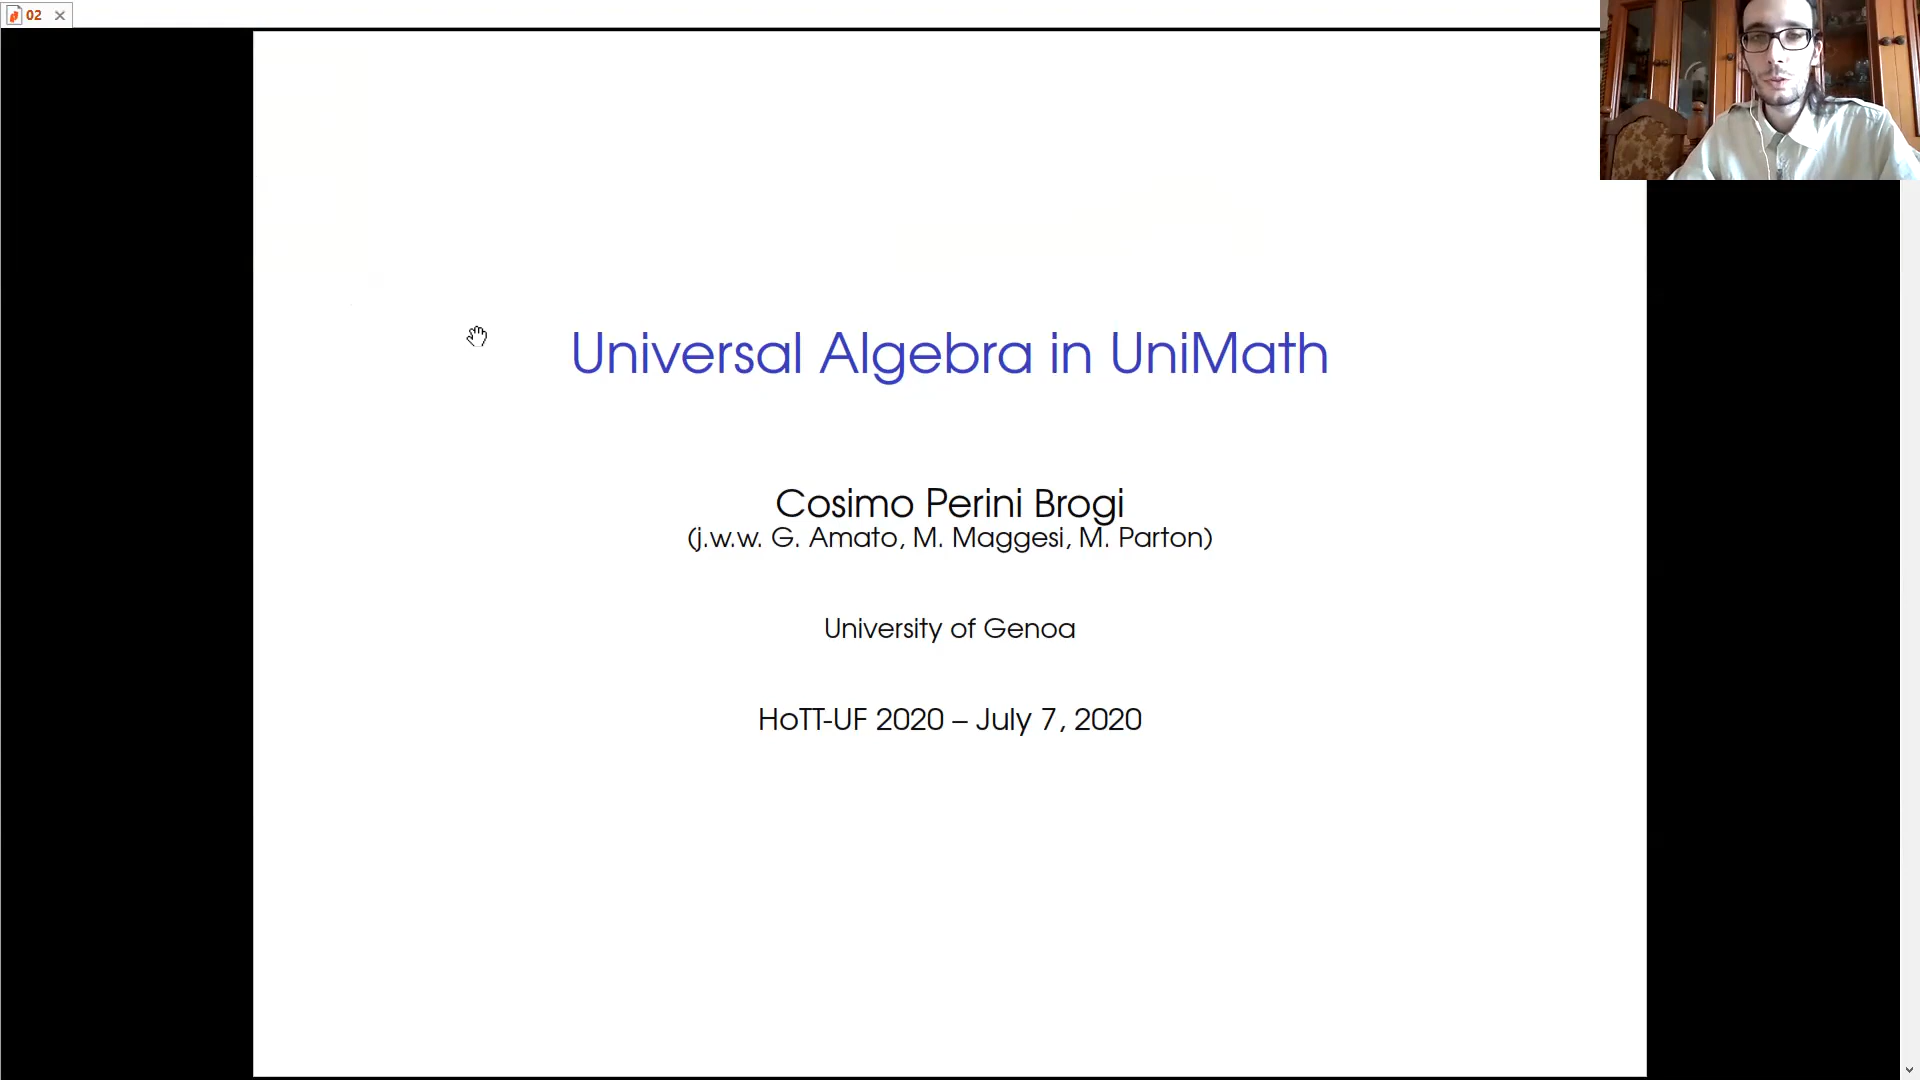 02
Universal Algebra in UniMath
Cosimo Perini Brogi
(j.w.w. G. Amato, M. Maggesi, M. Parton)
University of Genoa
HoTT-UF 2020 – July 7, 2020